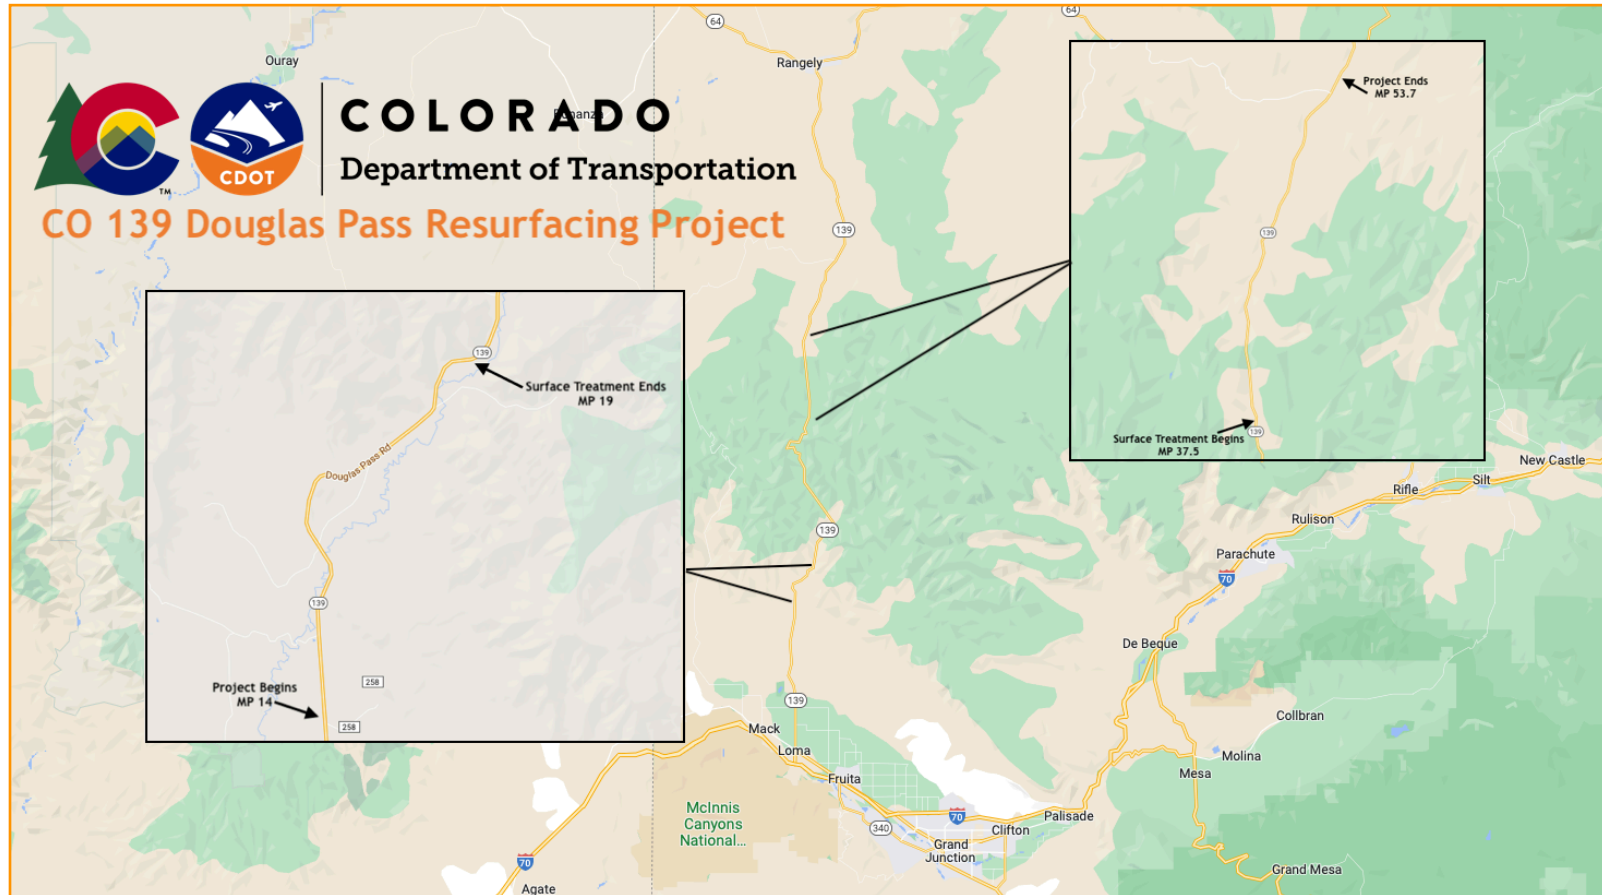 64
64
Ouray
Rangely
Bonanza
COLORADO
Department of Transportation
CDOT
TM
CO 139 Douglas Pass Resurfacing Project
Project Ends
MP 53.7
139
139
Surface Treatment Begins
MP 37.5
139
139
Surface Treatment Ends
MP 19
Douglas Pass Rd
139
258
Project Begins
MP 14
258
139
139
New Castle
Silt
Rifle
Rulison
Parachute
70
De Beque
Collbran
Molina
Mesa
Mack
Loma
Fruita
McInnis
Canyons
National...
340
70
Palisade
Clifton
Grand
Junction
Grand Mesa
70
Agate